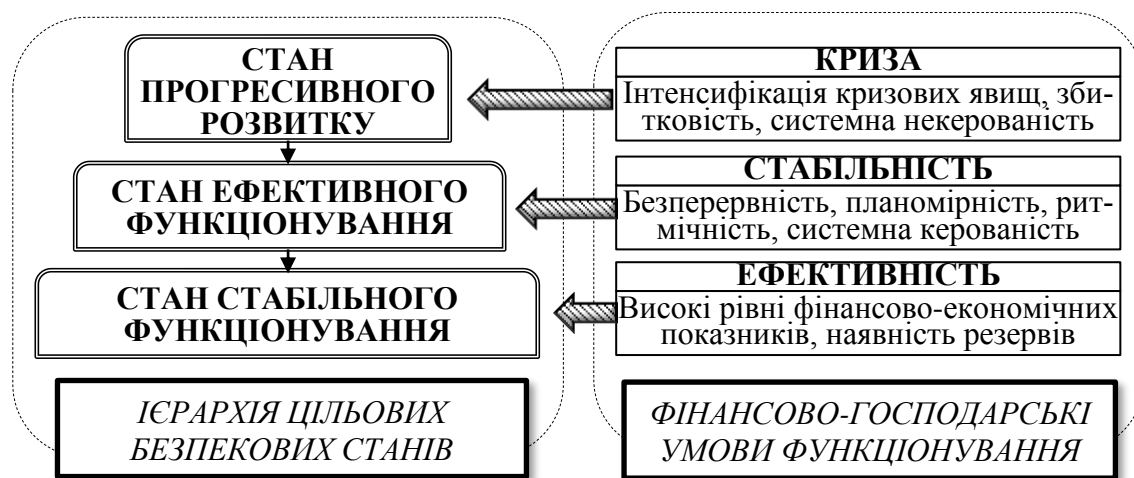 СТАН
ПРОГРЕСИВНОГО
РОЗВИТКУ
СТАН ЕФЕКТИВНОГО
ФУНКЦІОНУВАННЯ
СТАН СТАБІЛЬНОГО
ФУНКЦІОНУВАННЯ
ІЄРАРХІЯ ЦІЛЬОВИХ
БЕЗПЕКОВИХ СТАНІВ
КРИЗА
Інтенсифікація кризових явищ, зби-
тковість, системна некерованість
СТАБІЛЬНІСТЬ
Безперервність, планомірність, рит-
мічність, системна керованість
ЕФЕКТИВНІСТЬ
Високі рівні фінансово-економічних
показників, наявність резервів
ФІНАНСОВО-ГОСПОДАРСЬКІ
УМОВИ ФУНКЦІОНУВАННЯ